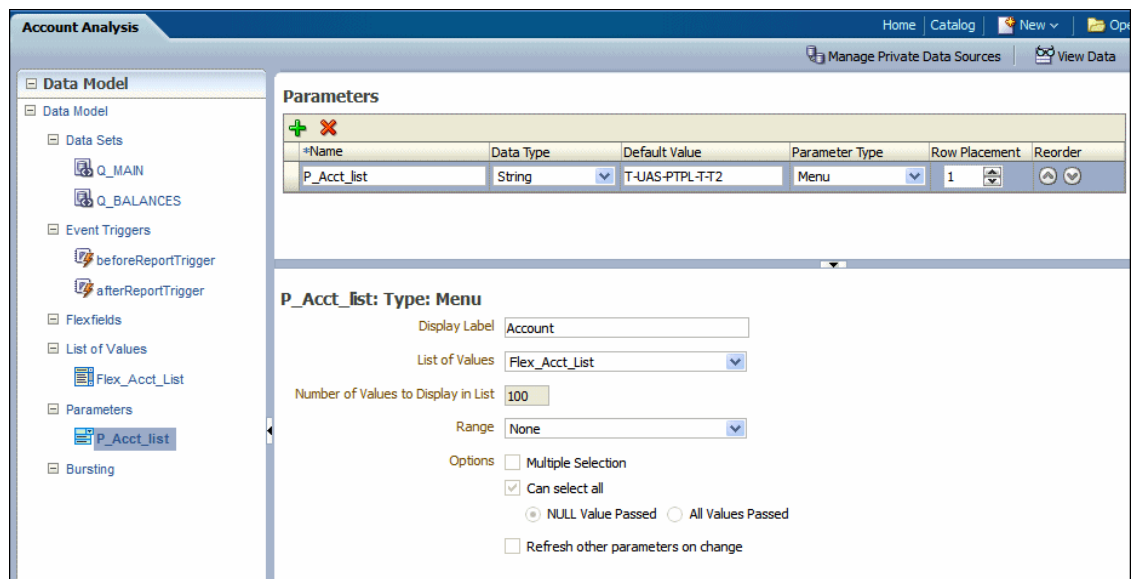 Account Analysis
Home Catalog New Ope
Manage Private Data Sources View Data
Data Model
Data Model
Data Sets
Q_MAIN
Q_BALANCES
Event Triggers
beforeReportTrigger
afterReportTrigger
Flexfields
List of Values
Flex_Acct_List
Parameters
P_Acct_list
Bursting
Parameters
*Name Data Type Default Value Parameter Type Row Placement Reorder
P_Acct_list String T-UAS-PTPL-T-T2 Menu 1
P_Acct_list: Type: Menu
Display Label Account
List of Values Flex_Acct_List
Number of Values to Display in List 100
Range None
Options Multiple Selection
Can select all
NULL Value Passed All Values Passed
Refresh other parameters on change